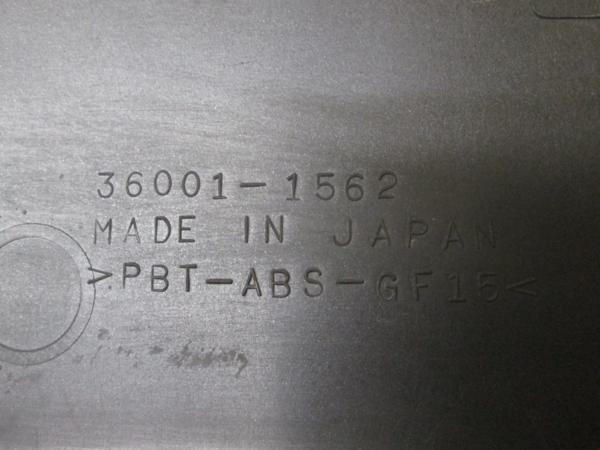 36001-1562
MADE IN JAPAN
>PBT-ABS-GF15<